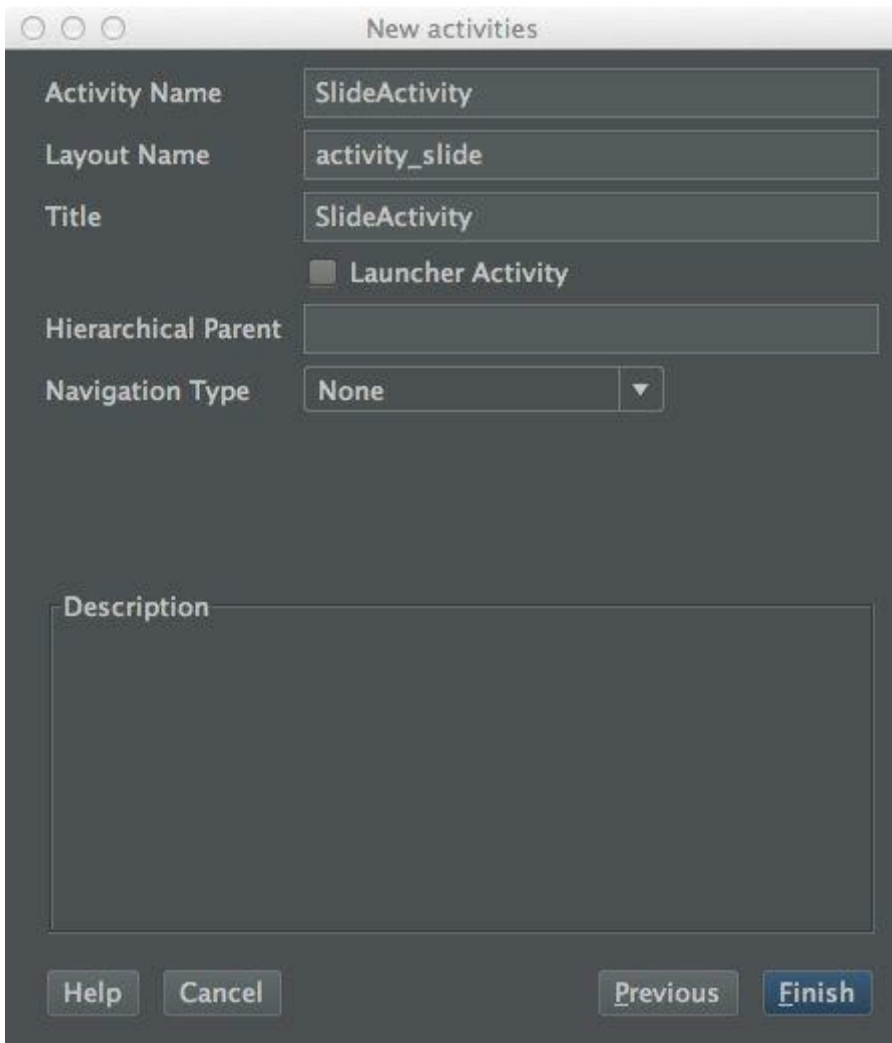 New activities
Activity Name SlideActivity
Layout Name activity_slide
Title SlideActivity
Launcher Activity
Hierarchical Parent
Navigation Type None
Description
Help Cancel Previous Finish